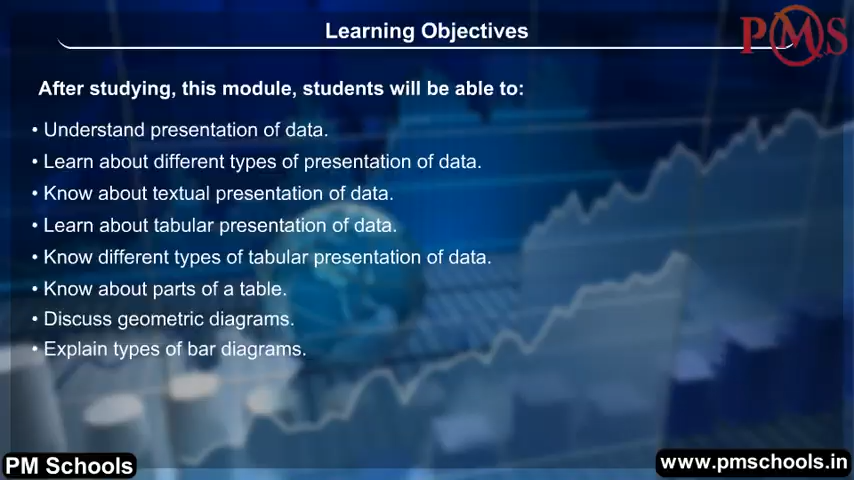 Learning Objectives
PMS
After studying, this module, students will be able to:
• Understand presentation of data.
• Learn about different types of presentation of data.
• Know about textual presentation of data.
• Learn about tabular presentation of data.
• Know different types of tabular presentation of data.
• Know about parts of a table.
• Discuss geometric diagrams.
• Explain types of bar diagrams.
PM Schools
www.pmschools.in